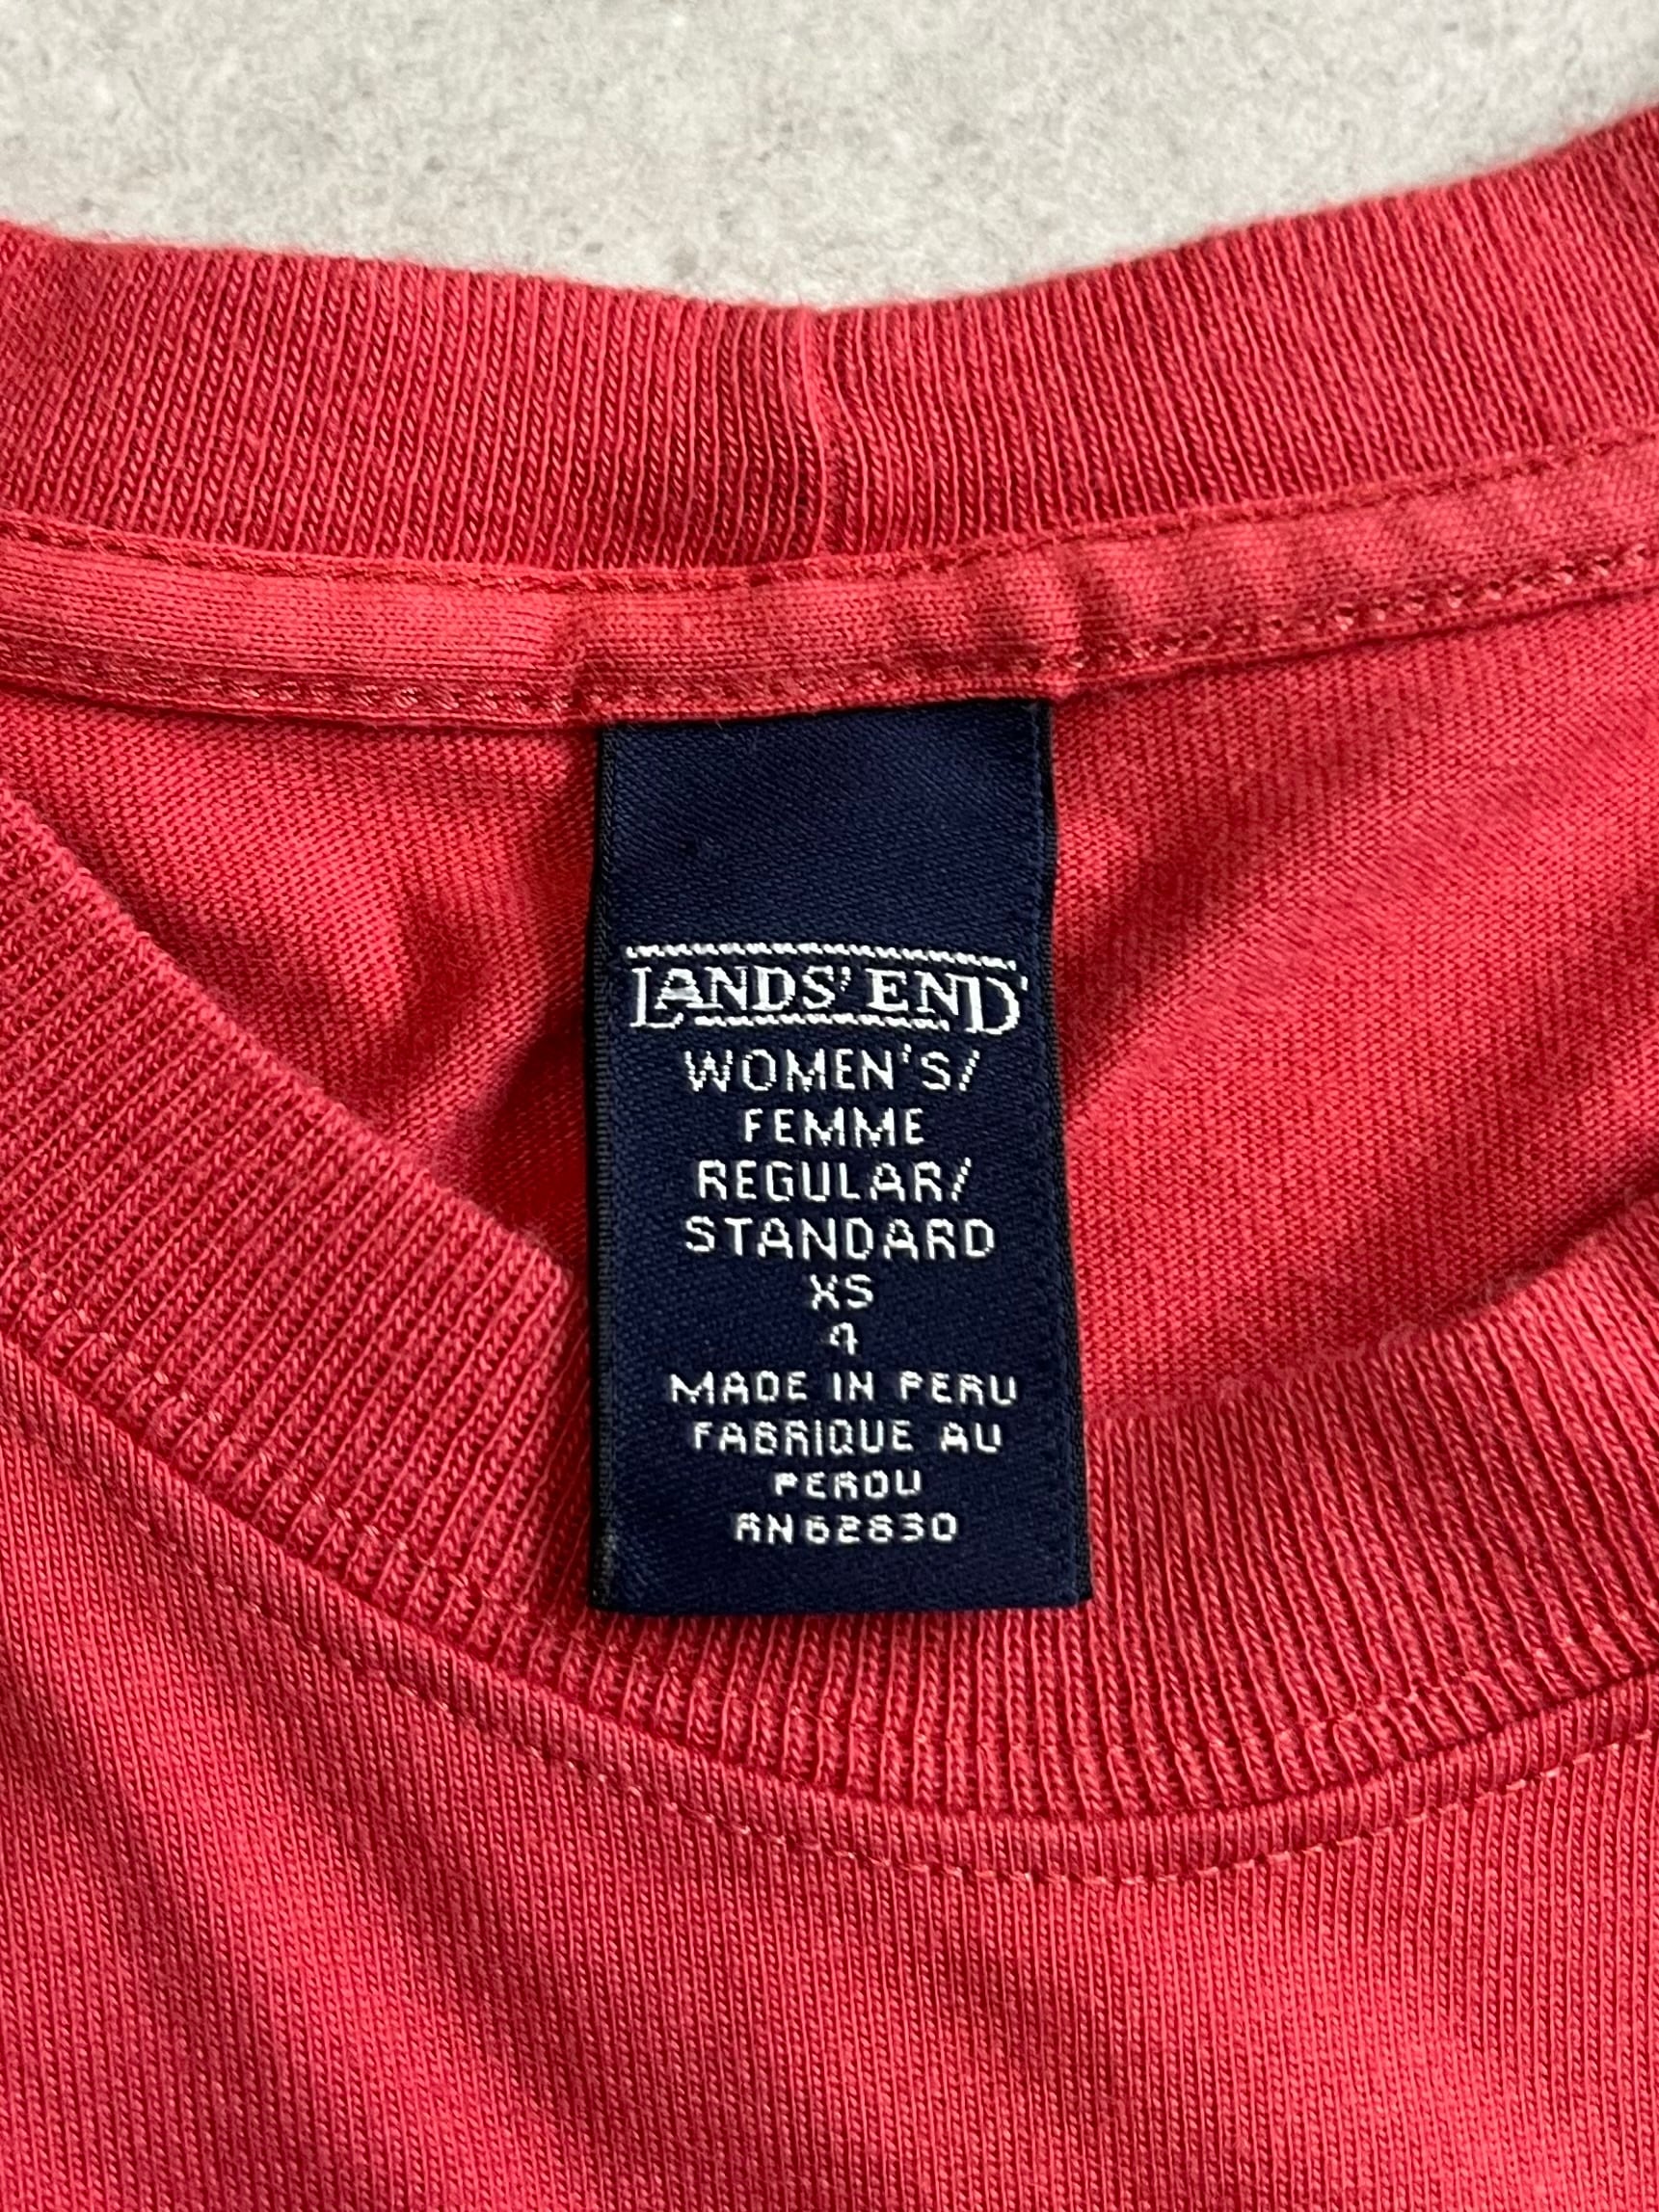 LANDS' END
WOMEN'S/
FEMME
REGULAR/
STANDARD
XS
4
MADE IN PERU
FABRIQUE AU
PEROU
RN62830